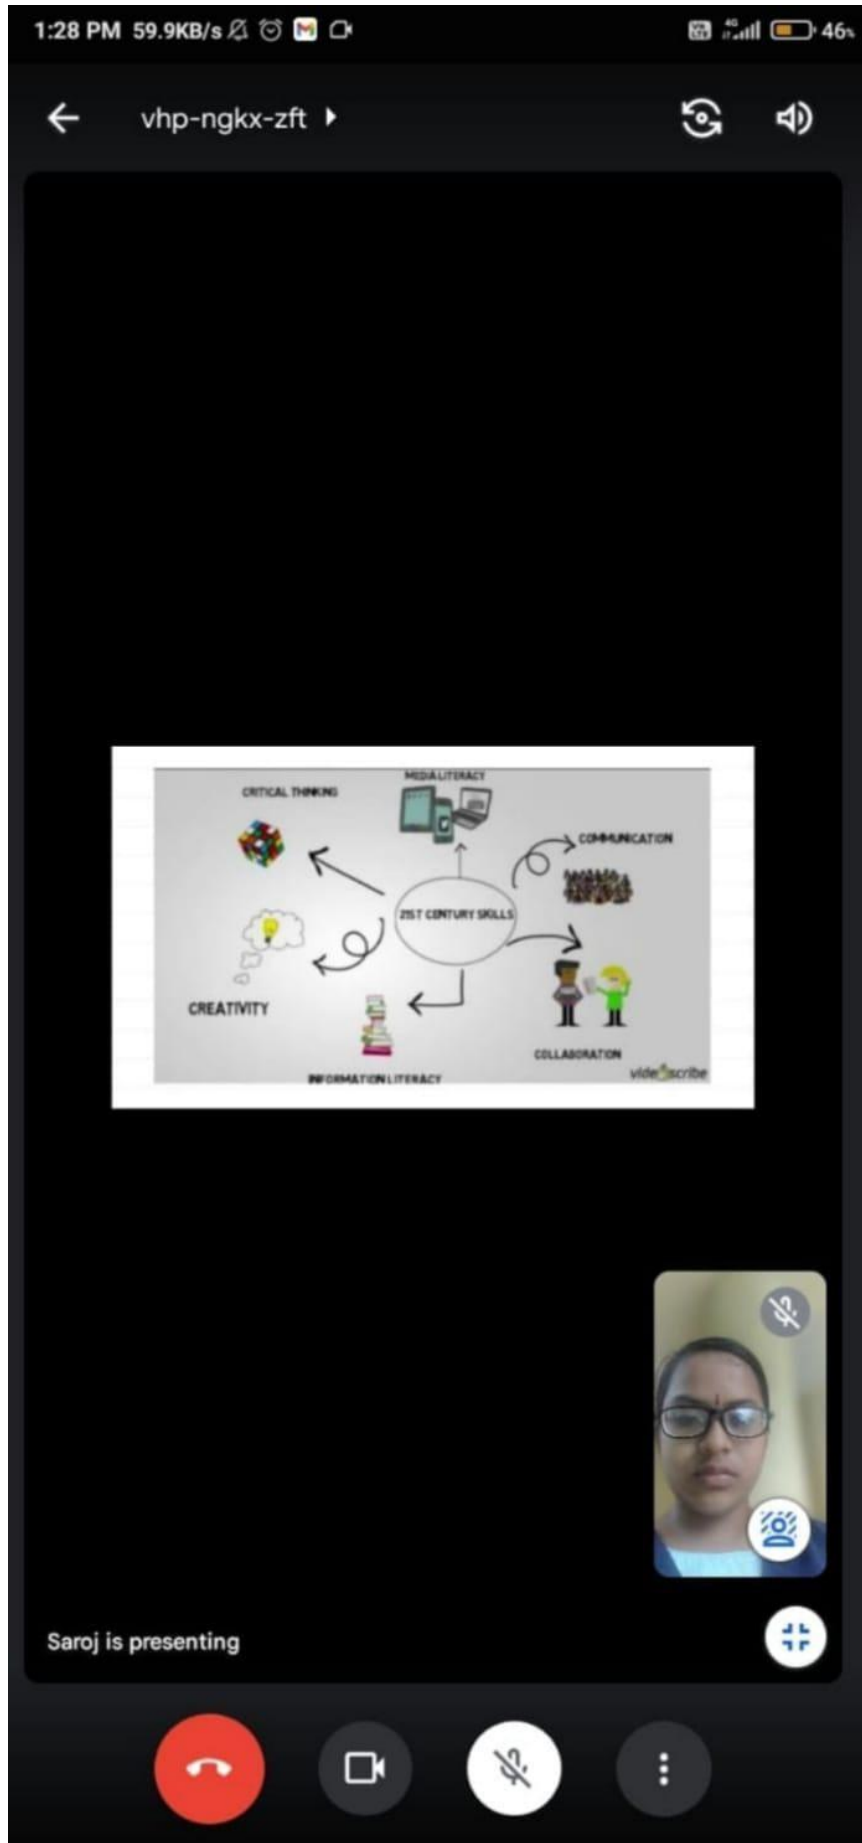 1:28 PM 59.9KB/s 4G 46%
vhp-ngkx-zft
MEDIA LITERACY
CRITICAL THINKING
COMMUNICATION
21ST CENTURY SKILLS
CREATIVITY
COLLABORATION
INFORMATION LITERACY
videoscribe
Saroj is presenting